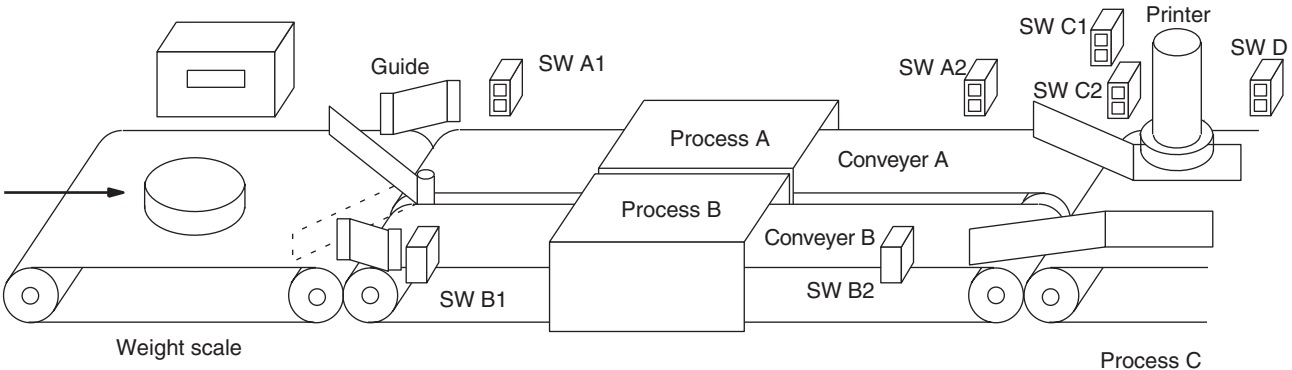 SW C1
Printer
Guide
SW A1
SW A2
SW C2
SW D
Process A
Conveyer A
Process B
Conveyer B
SW B1
SW B2
Weight scale
Process C